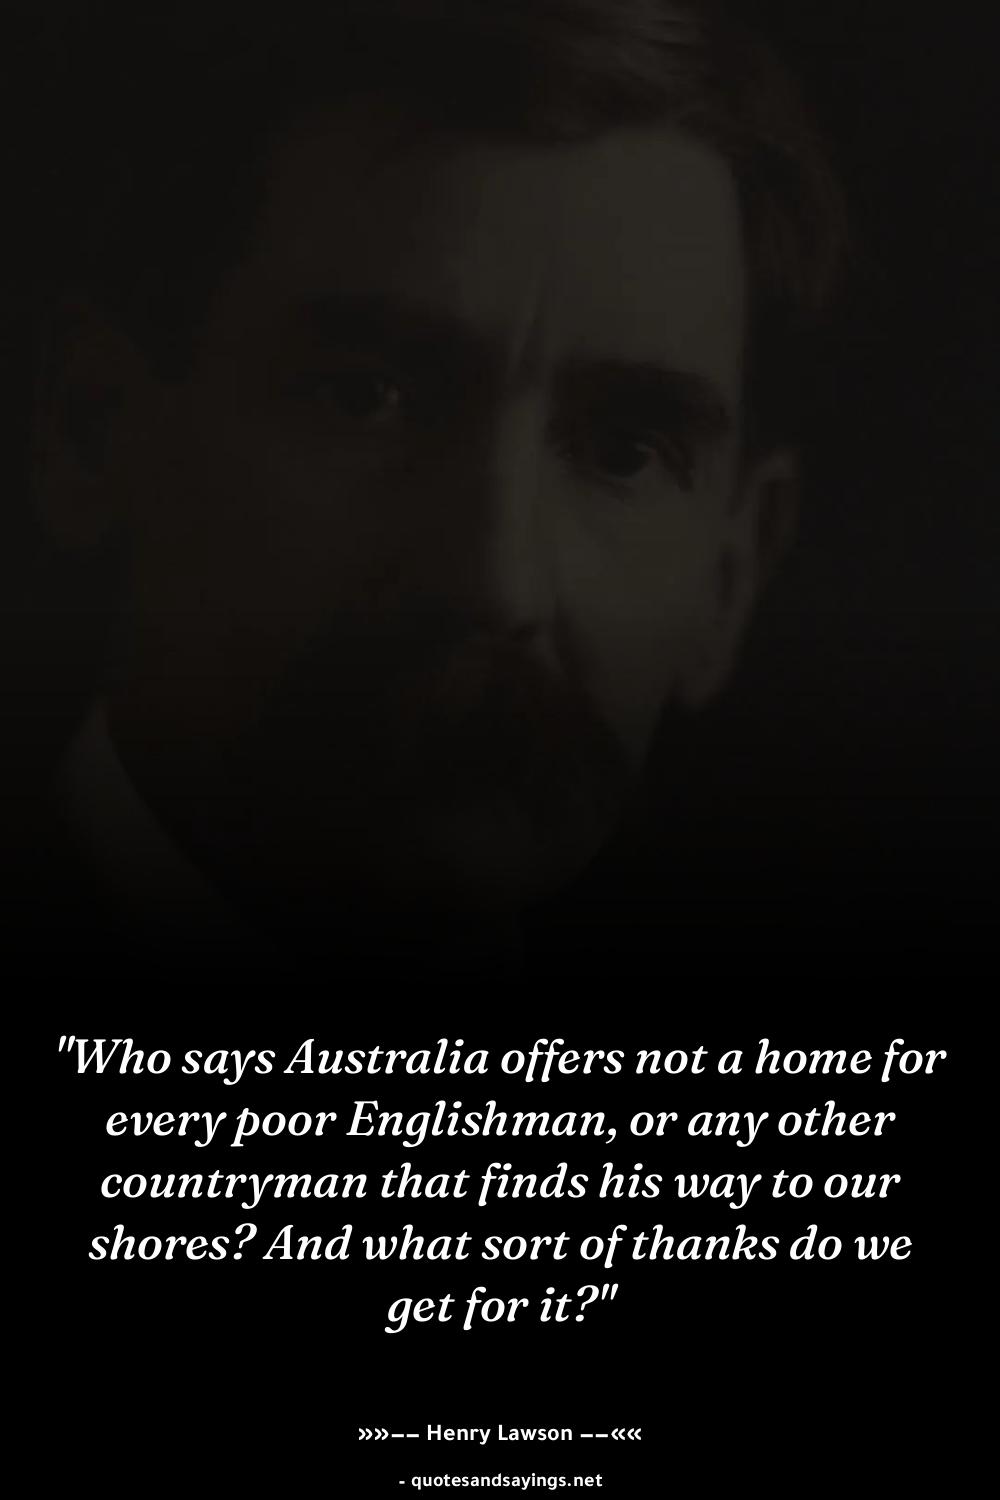 "Who says Australia offers not a home for
every poor Englishman, or any other
countryman that finds his way to our
shores? And what sort of thanks do we
get for it?"
»»−− Henry Lawson −−««
- quotesandsayings.net